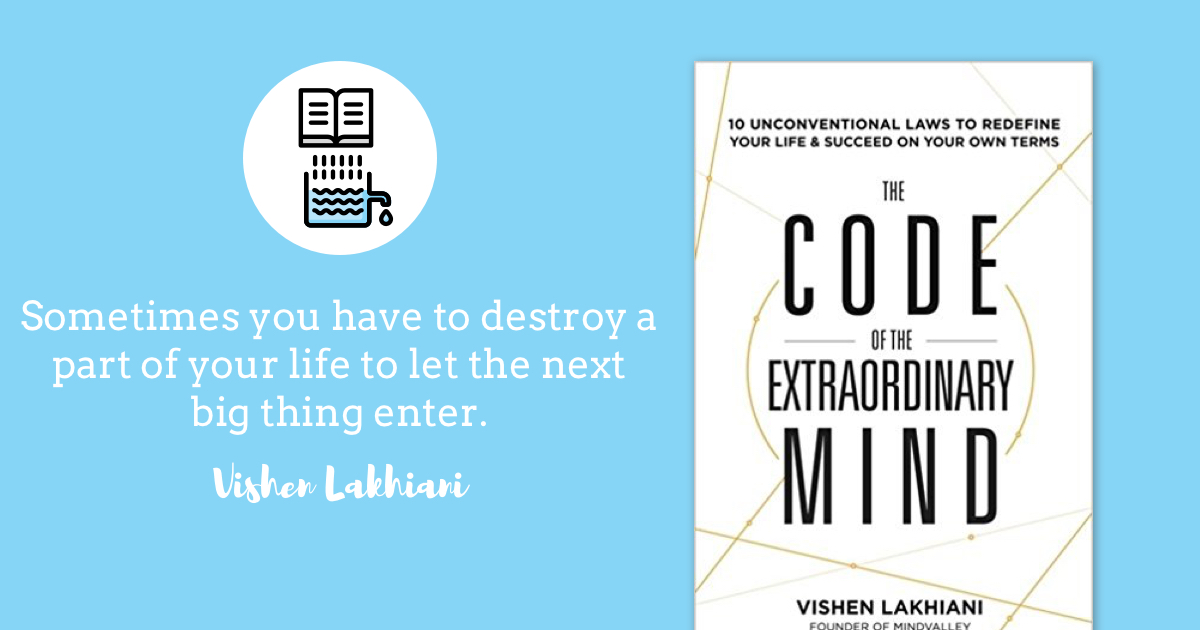 Sometimes you have to destroy a
part of your life to let the next
big thing enter.
Vishen Lakhiani
10 UNCONVENTIONAL LAWS TO REDEFINE
YOUR LIFE & SUCCEED ON YOUR OWN TERMS
THE
CODE
OF THE
EXTRAORDINARY
MIND
VISHEN LAKHIANI
FOUNDER OF MINDVALLEY